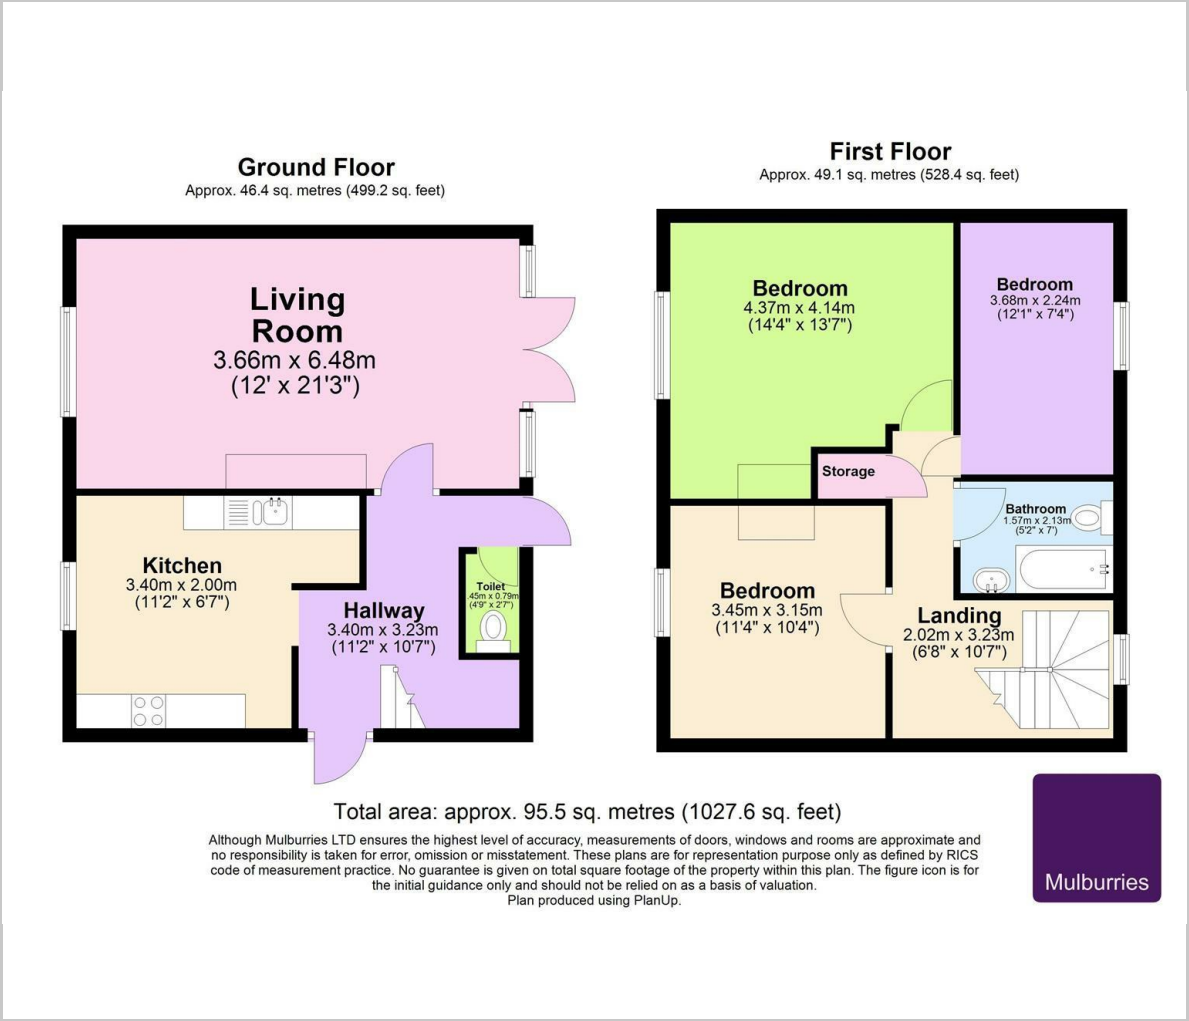 Ground Floor
Approx. 46.4 sq. metres (499.2 sq. feet)
Living
Room
3.66m x 6.48m
(12' x 21'3")
Kitchen
3.40m x 2.00m
(11'2" x 6'7")
Hallway
3.40m x 3.23m
(11'2" x 10'7")
Toilet
.45m x 0.79m
(4'9" x 2'7")
First Floor
Approx. 49.1 sq. metres (528.4 sq. feet)
Bedroom
4.37m x 4.14m
(14'4" x 13'7")
Bedroom
3.68m x 2.24m
(12'1" x 7'4")
Storage
Bathroom
1.57m x 2.13m
(5'2" x 7')
Bedroom
3.45m x 3.15m
(11'4" x 10'4")
Landing
2.02m x 3.23m
(6'8" x 10'7")
Total area: approx. 95.5 sq. metres (1027.6 sq. feet)
Although Mulburries LTD ensures the highest level of accuracy, measurements of doors, windows and rooms are approximate and
no responsibility is taken for error, omission or misstatement. These plans are for representation purpose only as defined by RICS
code of measurement practice. No guarantee is given on total square footage of the property within this plan. The figure icon is for
the initial guidance only and should not be relied on as a basis of valuation.
Plan produced using PlanUp.
Mulburries